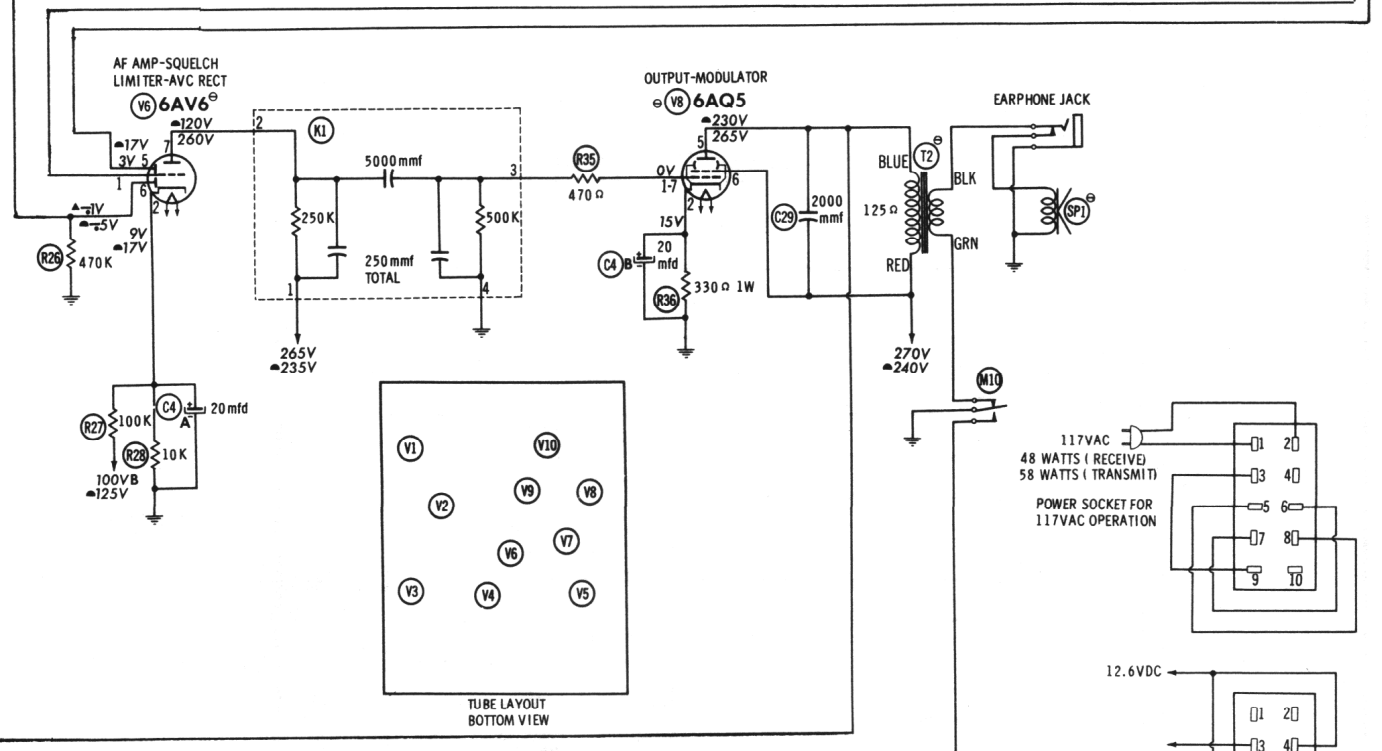 AF AMP-SQUELCH
LIMITER-AVC RECT
V6 6AV6⊖
120V
260V
17V
3V 5
7
1
6
2
1V
.5V
9V
17V
R26
470K
C4
A
20mfd
R27
100K
R28
10K
100VB
125V
2
K1
5000mmf
3
250K
500K
250mmf
TOTAL
1
4
265V
235V
R35
470Ω
OUTPUT-MODULATOR
⊖ V8 6AQ5
230V
265V
5
0V
1-7
6
2
15V
C4 B
20
mfd
R36
330Ω 1W
C29
2000
mmf
BLUE
T2
125Ω
RED
BLK
GRN
270V
240V
EARPHONE JACK
SP1
M10
V1
V10
V2
V9
V8
V6
V7
V3
V4
V5
TUBE LAYOUT
BOTTOM VIEW
117VAC
48 WATTS (RECEIVE)
58 WATTS (TRANSMIT)
POWER SOCKET FOR
117VAC OPERATION
1 2
3 4
5 6
7 8
9 10
12.6VDC
1 2
3 4